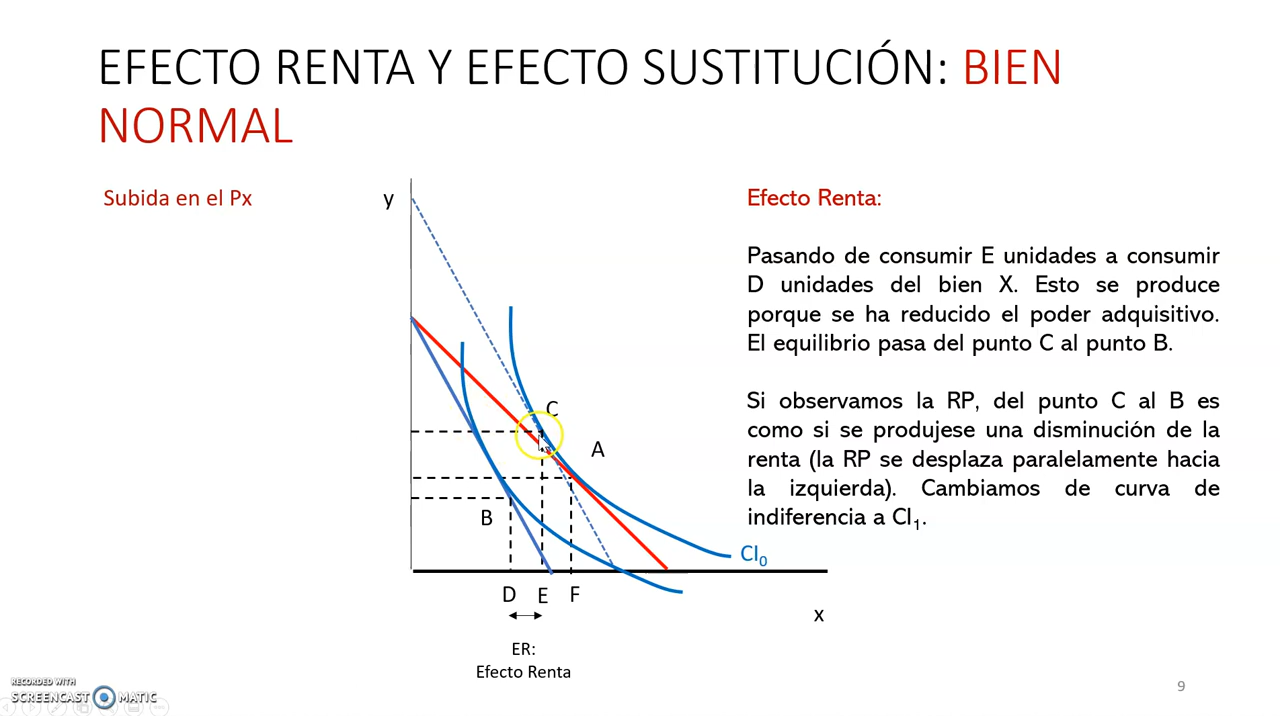 EFECTO RENTA Y EFECTO SUSTITUCIÓN: BIEN
NORMAL
Subida en el Px
y
C
A
B
CI₀
D
E
F
x
ER:
Efecto Renta
Efecto Renta:
Pasando de consumir E unidades a consumir
D unidades del bien X. Esto se produce
porque se ha reducido el poder adquisitivo.
El equilibrio pasa del punto C al punto B.
Si observamos la RP, del punto C al B es
como si se produjese una disminución de la
renta (la RP se desplaza paralelamente hacia
la izquierda). Cambiamos de curva de
indiferencia a CI₁.
RECORDED WITH
SCREENCAST MATIC
9